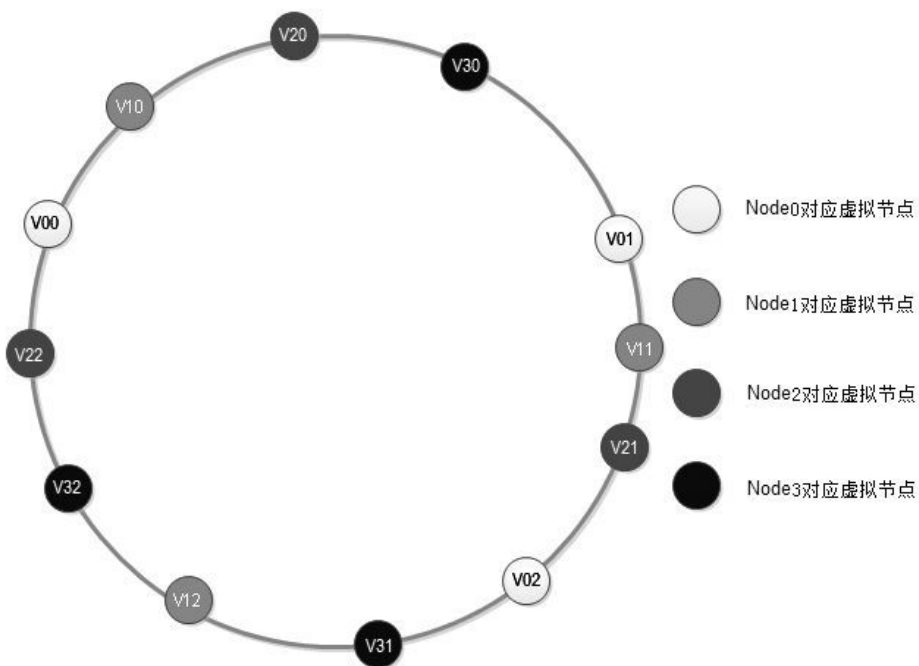 V20
V30
V10
V00
V01
V22
V11
V21
V32
V02
V12
V31
Node0对应虚拟节点
Node1对应虚拟节点
Node2对应虚拟节点
Node3对应虚拟节点